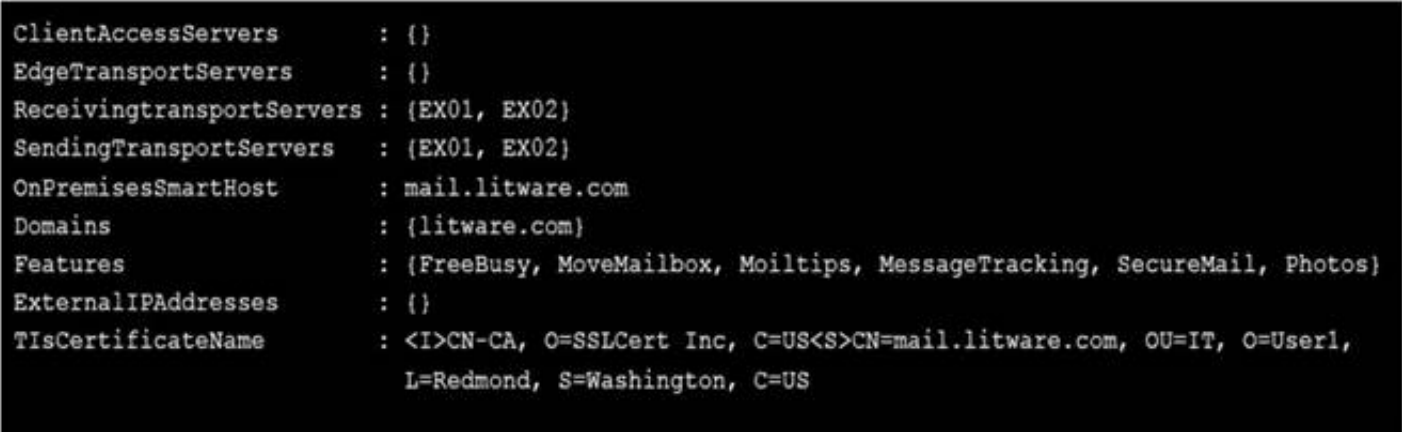 ClientAccessServers : {}
EdgeTransportServers : {}
ReceivingtransportServers : {EX01, EX02}
SendingTransportServers : {EX01, EX02}
OnPremisesSmartHost : mail.litware.com
Domains : {litware.com}
Features : {FreeBusy, MoveMailbox, Moiltips, MessageTracking, SecureMail, Photos}
ExternalIPAddresses : {}
TIsCertificateName : <I>CN-CA, O=SSLCert Inc, C=US<S>CN=mail.litware.com, OU=IT, O=User1,
L=Redmond, S=Washington, C=US